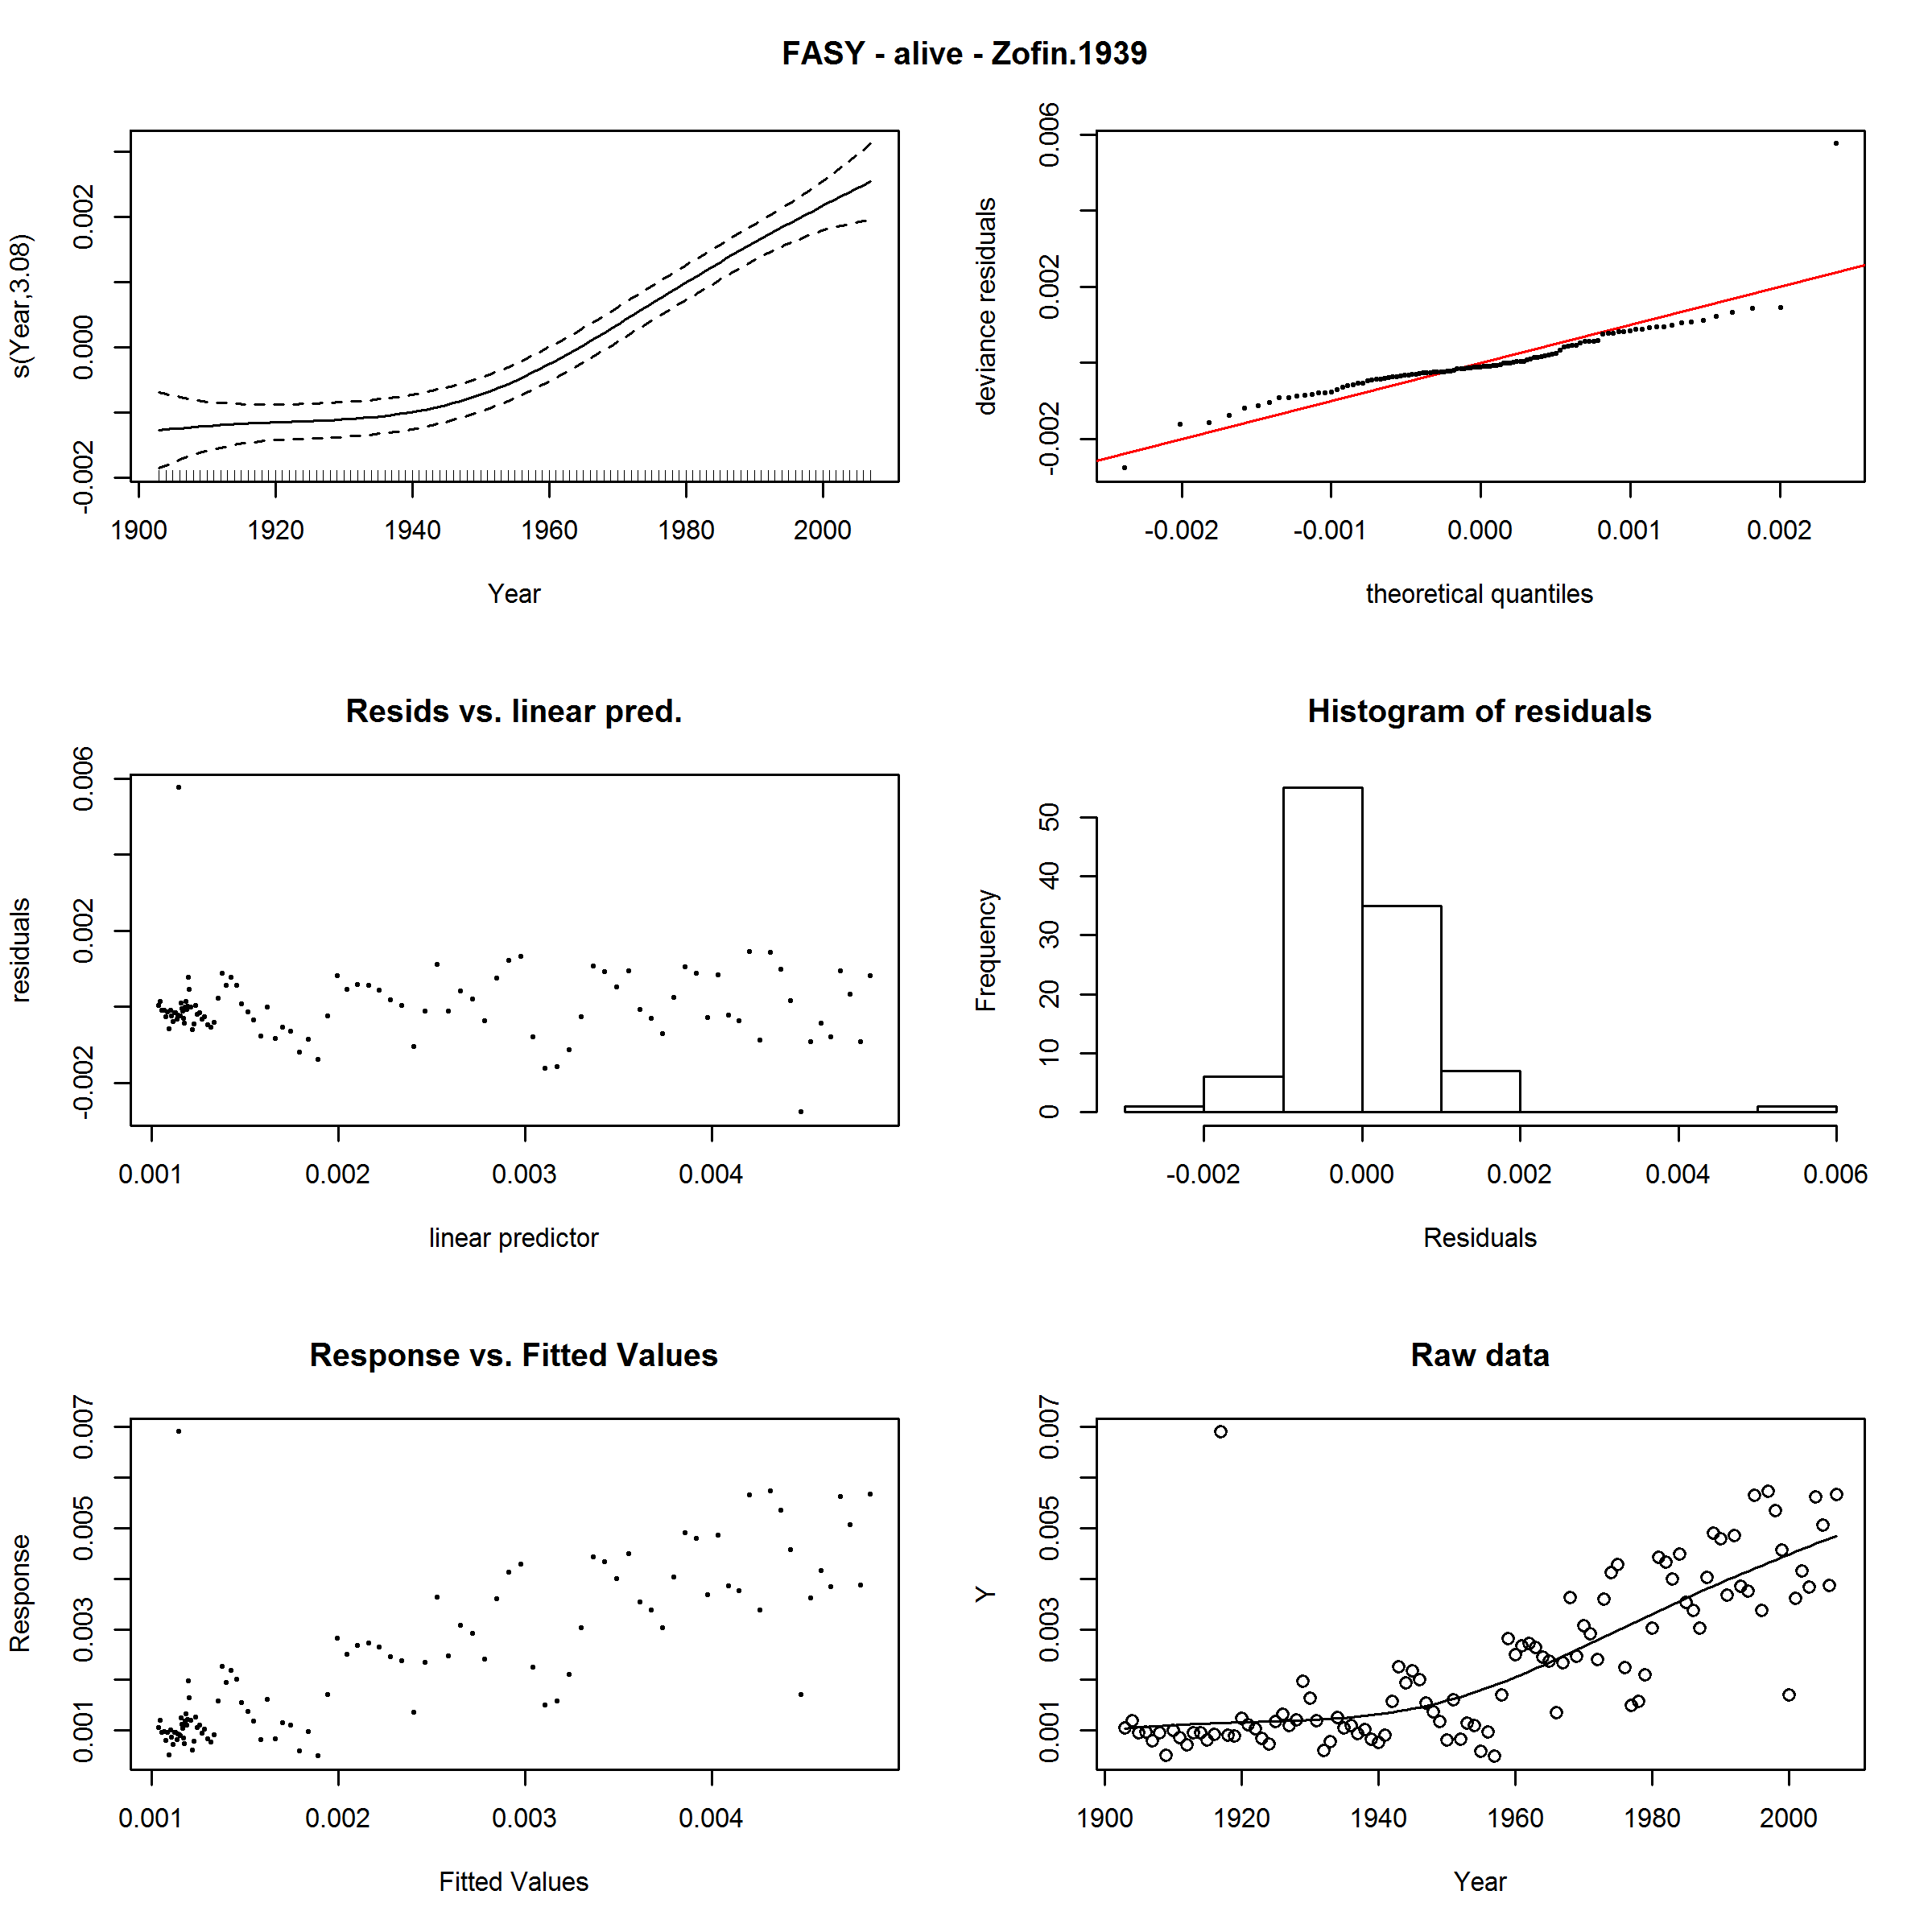 FASY - alive - Zofin.1939
s(Year,3.08)
-0.002 0.000 0.002
1900 1920 1940 1960 1980 2000
Year
deviance residuals
-0.002 0.002 0.006
-0.002 -0.001 0.000 0.001 0.002
theoretical quantiles
Resids vs. linear pred.
residuals
-0.002 0.002 0.006
0.001 0.002 0.003 0.004
linear predictor
Histogram of residuals
Frequency
0 10 20 30 40 50
-0.002 0.000 0.002 0.004 0.006
Residuals
Response vs. Fitted Values
Response
0.001 0.003 0.005 0.007
0.001 0.002 0.003 0.004
Fitted Values
Raw data
Y
0.001 0.003 0.005 0.007
1900 1920 1940 1960 1980 2000
Year